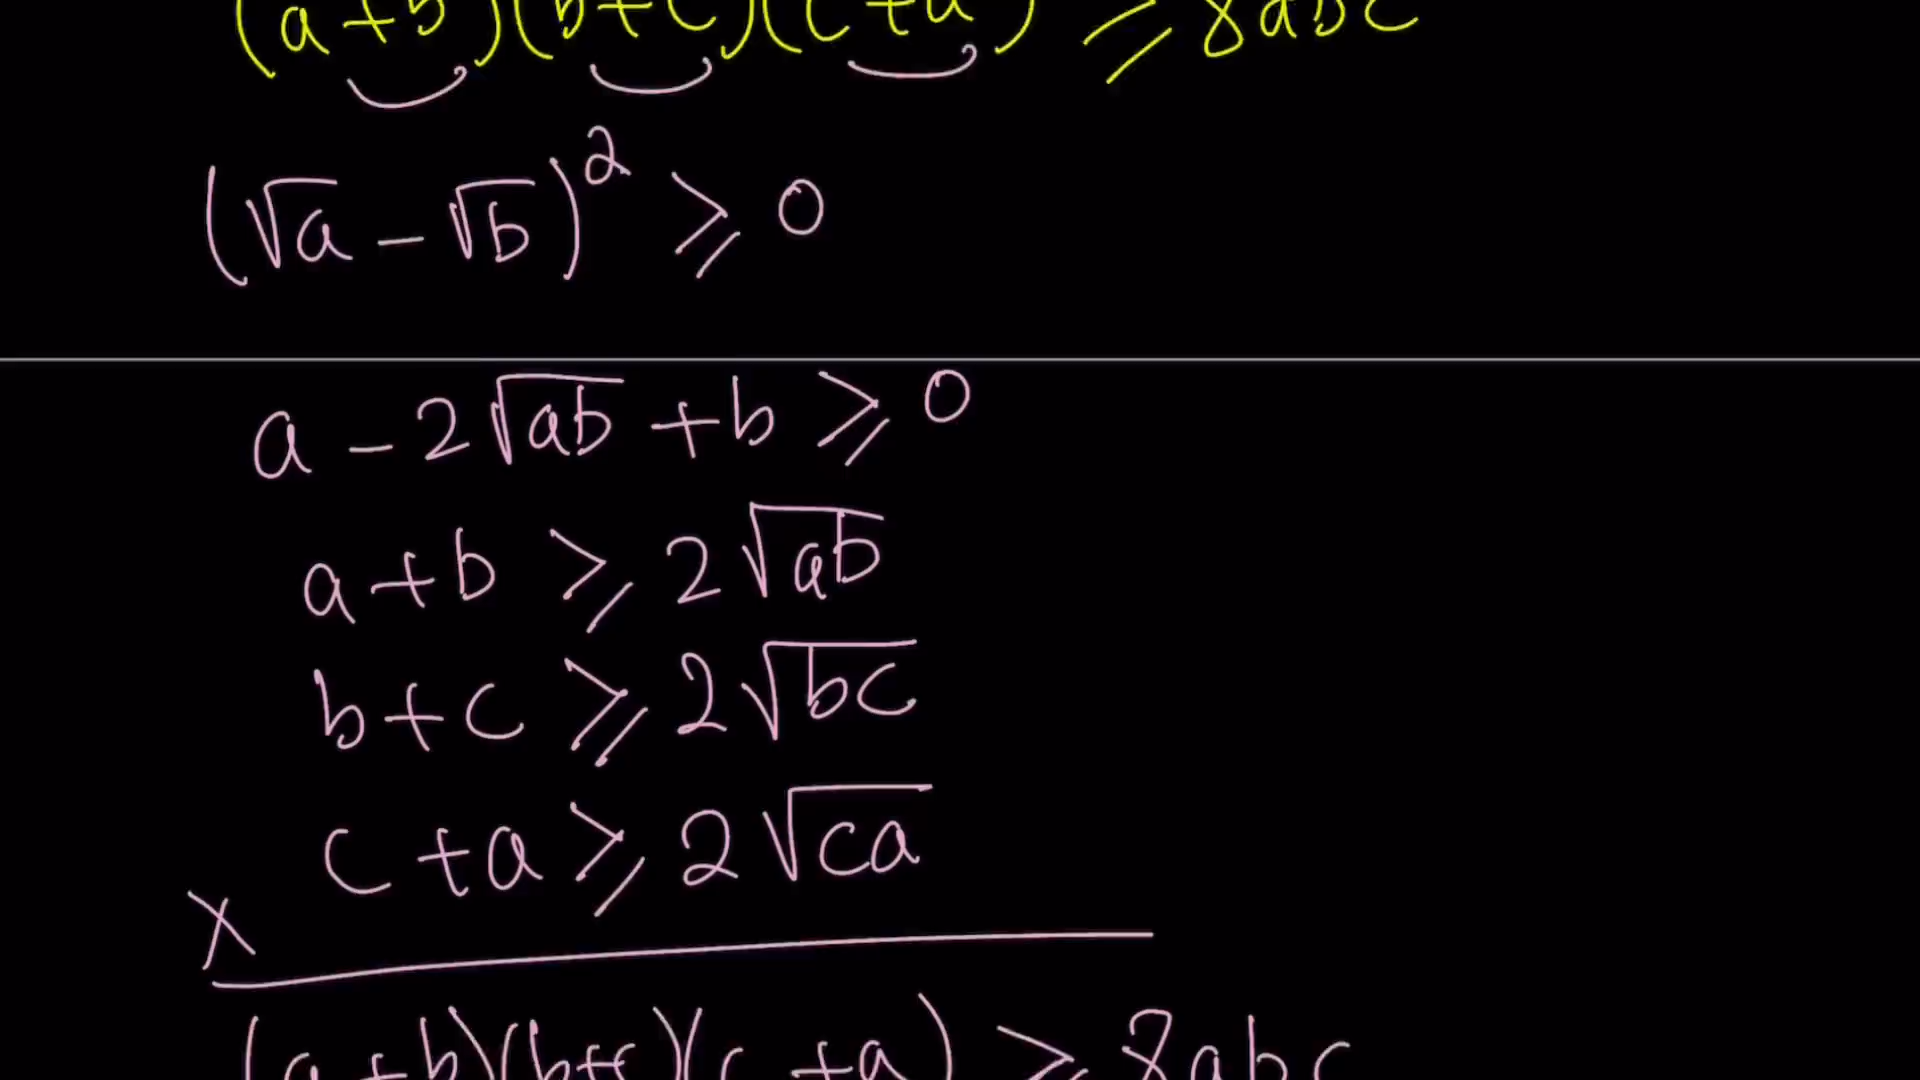 (a+b)(b+c)(c+a) ≥ 8abc
(√a - √b)² ≥ 0
a - 2√ab + b ≥ 0
a+b ≥ 2√ab
b+c ≥ 2√bc
c+a ≥ 2√ca
x
(a+b)(b+c)(c+a) ≥ 8abc